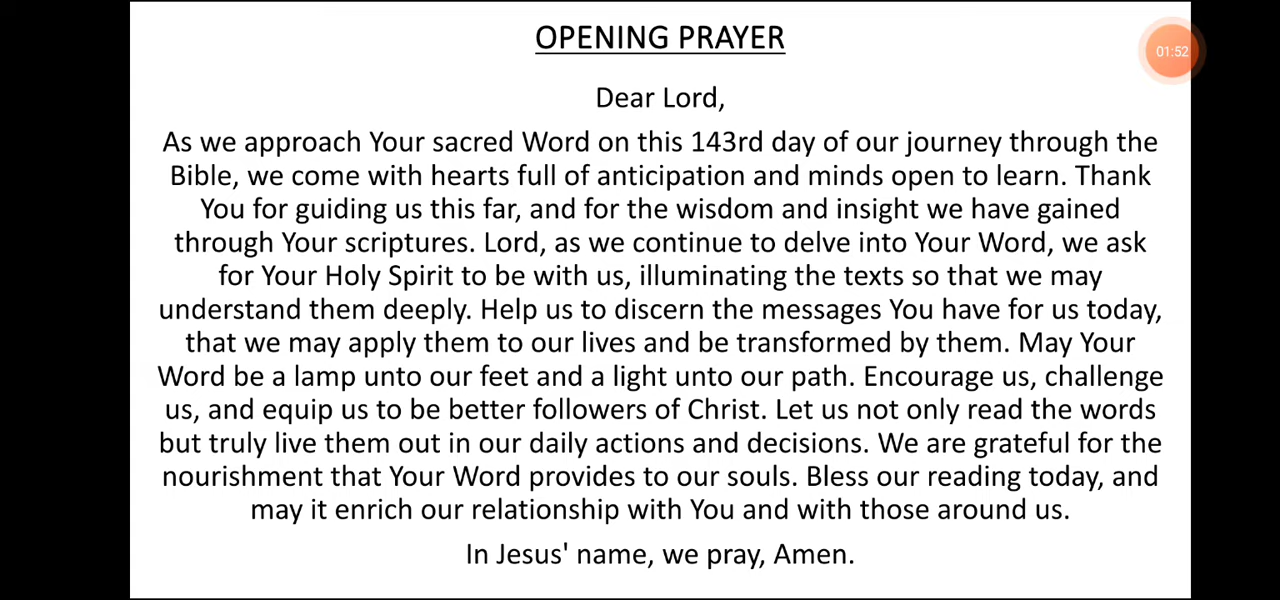 OPENING PRAYER
01:52
Dear Lord,
As we approach Your sacred Word on this 143rd day of our journey through the
Bible, we come with hearts full of anticipation and minds open to learn. Thank
You for guiding us this far, and for the wisdom and insight we have gained
through Your scriptures. Lord, as we continue to delve into Your Word, we ask
for Your Holy Spirit to be with us, illuminating the texts so that we may
understand them deeply. Help us to discern the messages You have for us today,
that we may apply them to our lives and be transformed by them. May Your
Word be a lamp unto our feet and a light unto our path. Encourage us, challenge
us, and equip us to be better followers of Christ. Let us not only read the words
but truly live them out in our daily actions and decisions. We are grateful for the
nourishment that Your Word provides to our souls. Bless our reading today, and
may it enrich our relationship with You and with those around us.
In Jesus' name, we pray, Amen.